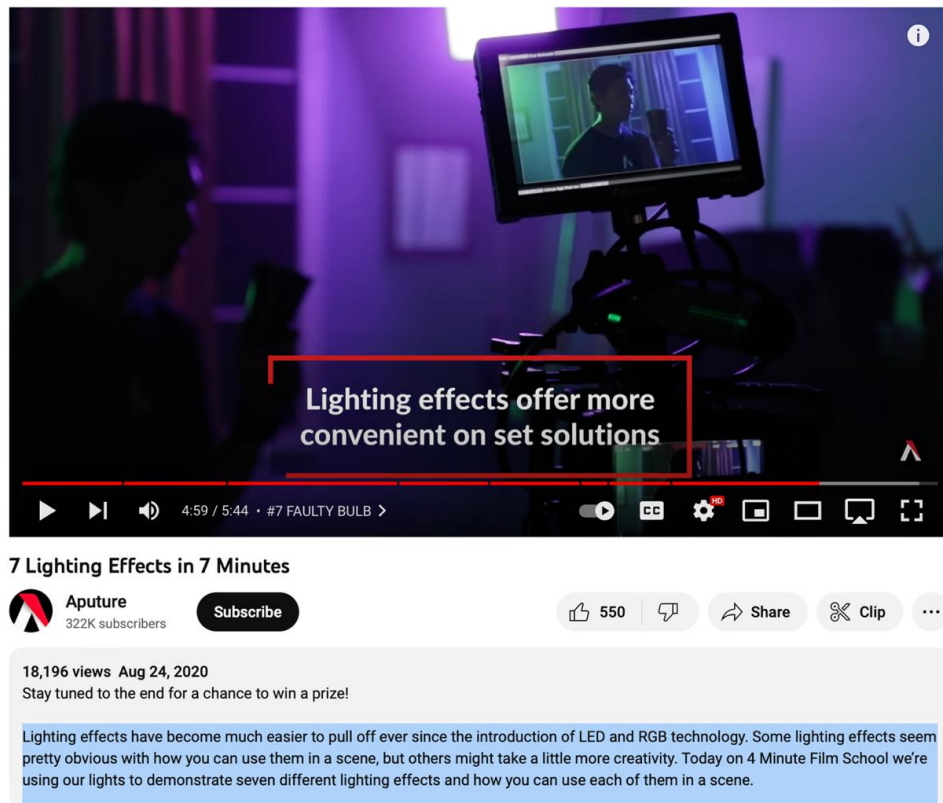 Lighting effects offer more
convenient on set solutions
4:59 / 5:44 • #7 FAULTY BULB >
CC
HD
7 Lighting Effects in 7 Minutes
Aputure
322K subscribers
Subscribe
550
Share
Clip
18,196 views Aug 24, 2020
Stay tuned to the end for a chance to win a prize!
Lighting effects have become much easier to pull off ever since the introduction of LED and RGB technology. Some lighting effects seem
pretty obvious with how you can use them in a scene, but others might take a little more creativity. Today on 4 Minute Film School we're
using our lights to demonstrate seven different lighting effects and how you can use each of them in a scene.